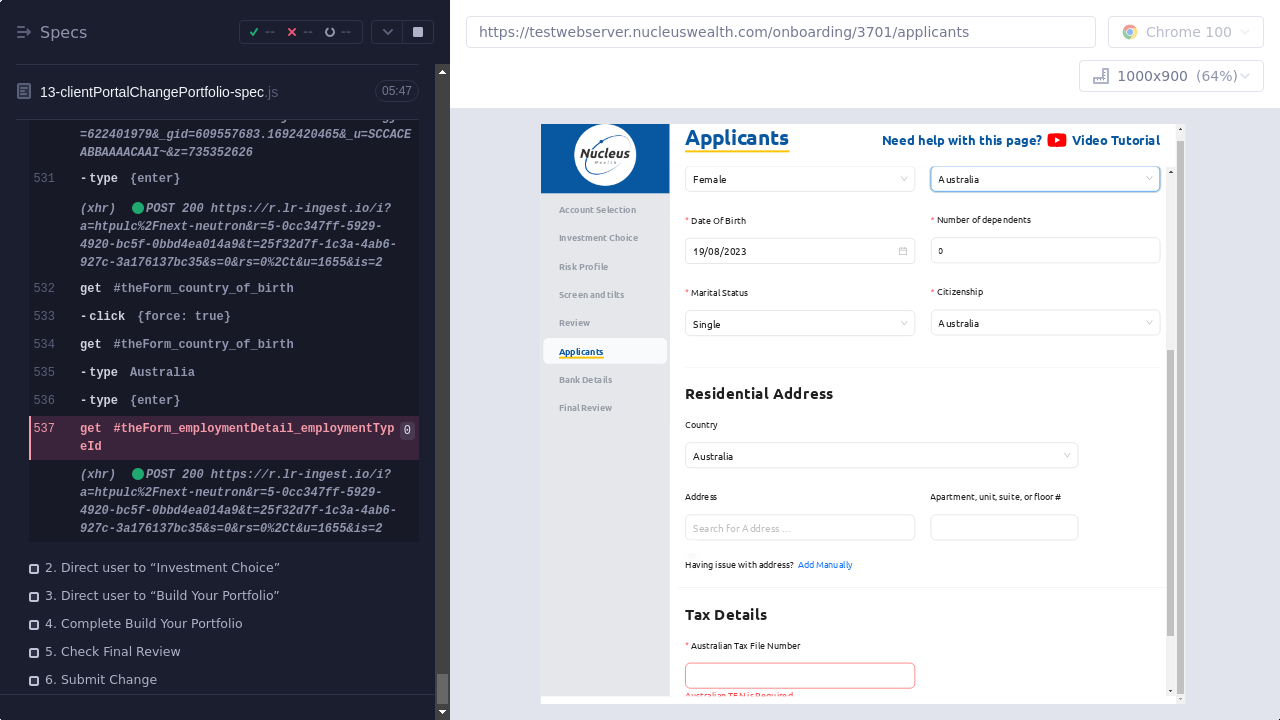 Specs
--
--
--
https://testwebserver.nucleuswealth.com/onboarding/3701/applicants
Chrome 100
1000x900 (64%)
13-clientPortalChangePortfolio-spec.js
05:47
=622401979&_gid=609557683.1692420465&_u=SCCACE
ABBAAAACAAI~&z=735352626
531 -type {enter}
(xhr) POST 200 https://r.lr-ingest.io/i?
a=htpulc%2Fnext-neutron&r=5-0cc347ff-5929-
4920-bc5f-0bbd4ea014a9&t=25f32d7f-1c3a-4ab6-
927c-3a176137bc35&s=0&rs=0%2Ct&u=1655&is=2
532 get #theForm_country_of_birth
533 -click {force: true}
534 get #theForm_country_of_birth
535 -type Australia
536 -type {enter}
537 get #theForm_employmentDetail_employmentTyp
eId
0
(xhr) POST 200 https://r.lr-ingest.io/i?
a=htpulc%2Fnext-neutron&r=5-0cc347ff-5929-
4920-bc5f-0bbd4ea014a9&t=25f32d7f-1c3a-4ab6-
927c-3a176137bc35&s=0&rs=0%2Ct&u=1655&is=2
2. Direct user to “Investment Choice”
3. Direct user to “Build Your Portfolio”
4. Complete Build Your Portfolio
5. Check Final Review
6. Submit Change
Nucleus
Wealth
Account Selection
Investment Choice
Risk Profile
Screen and tilts
Review
Applicants
Bank Details
Final Review
Applicants
Need help with this page? Video Tutorial
Female
Australia
* Date Of Birth
* Number of dependents
19/08/2023
0
* Marital Status
* Citizenship
Single
Australia
Residential Address
Country
Australia
Address
Apartment, unit, suite, or floor #
Search for Address ...
Having issue with address? Add Manually
Tax Details
* Australian Tax File Number
Australian TFN is Required